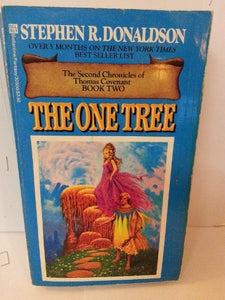 STEPHEN R. DONALDSON
OVER 5 MONTHS ON THE NEW YORK TIMES
BEST SELLER LIST
The Second Chronicles of
Thomas Covenant
BOOK TWO
THE ONE TREE